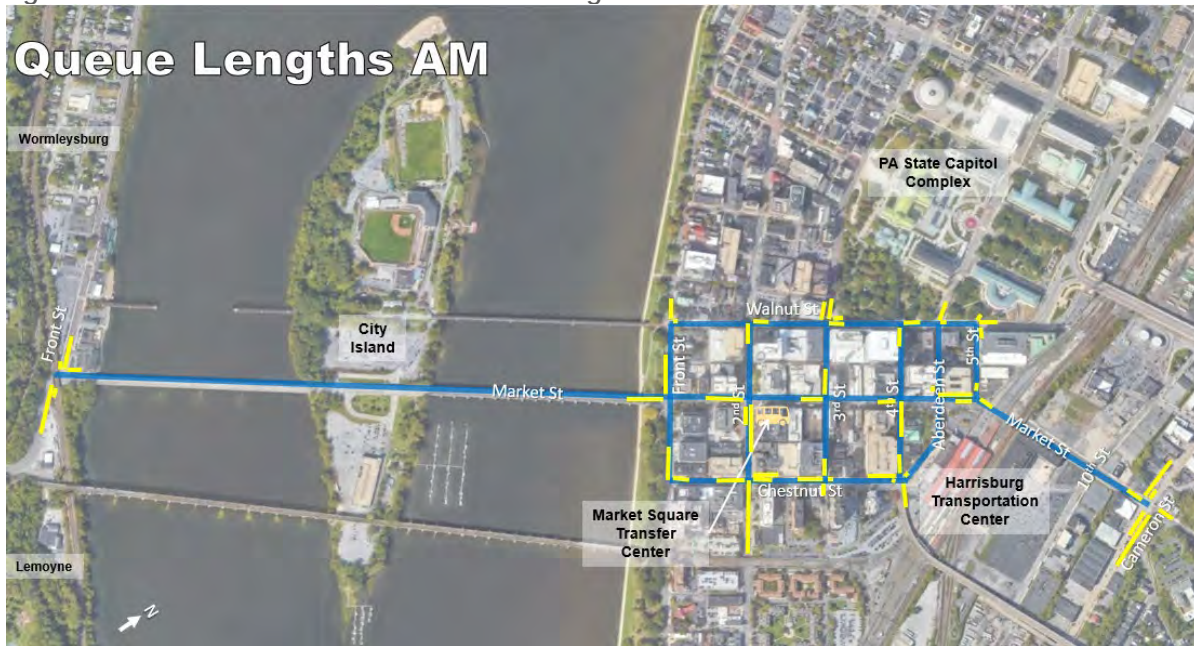 Queue Lengths AM
Wormleysburg
PA State Capitol
Complex
Walnut St
Front St
City
Island
Front St
5th St
Market St
2nd St
3rd St
4th St
Aberdeen St
Market St
10th St
Chestnut St
Harrisburg
Transportation
Center
Market Square
Transfer
Center
Cameron St
Lemoyne
N